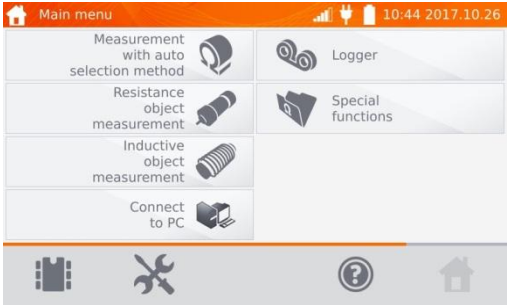 Main menu
10:44 2017.10.26
Measurement
with auto
selection method
Logger
Resistance
object
measurement
Special
functions
Inductive
object
measurement
Connect
to PC